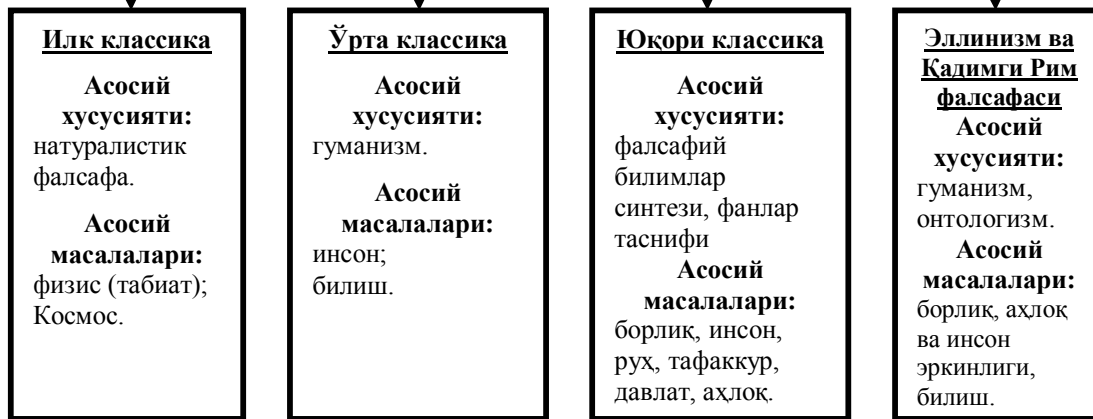 Илк классика
Асосий
хусусияти:
натуралистик
фалсафа.
Асосий
масалалари:
физис (табиат);
Космос.
Ўрта классика
Асосий
хусусияти:
гуманизм.
Асосий
масалалари:
инсон;
билиш.
Юқори классика
Асосий
хусусияти:
фалсафий
билимлар
синтези, фанлар
таснифи
Асосий
масалалари:
борлиқ, инсон,
руҳ, тафаккур,
давлат, аҳлоқ.
Эллинизм ва
Қадимги Рим
фалсафаси
Асосий
хусусияти:
гуманизм,
онтологизм.
Асосий
масалалари:
борлиқ, аҳлоқ
ва инсон
эркинлиги,
билиш.